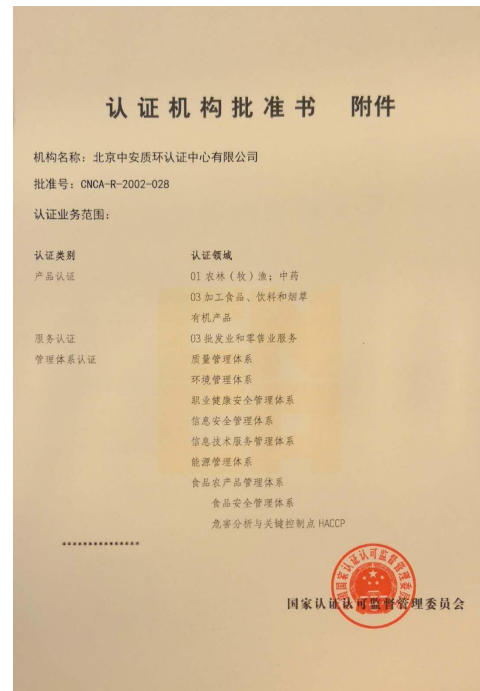 认证机构批准书 附件
机构名称：北京中安质环认证中心有限公司
批准号：CNCA-R-2002-028
认证业务范围：
认证类别 认证领域
产品认证 01 农林（牧）渔；中药
03 加工食品、饮料和烟草
有机产品
服务认证 03 批发业和零售业服务
管理体系认证 质量管理体系
环境管理体系
职业健康安全管理体系
信息安全管理体系
信息技术服务管理体系
能源管理体系
食品农产品管理体系
食品安全管理体系
危害分析与关键控制点 HACCP
***************
国家认证认可监督管理委员会